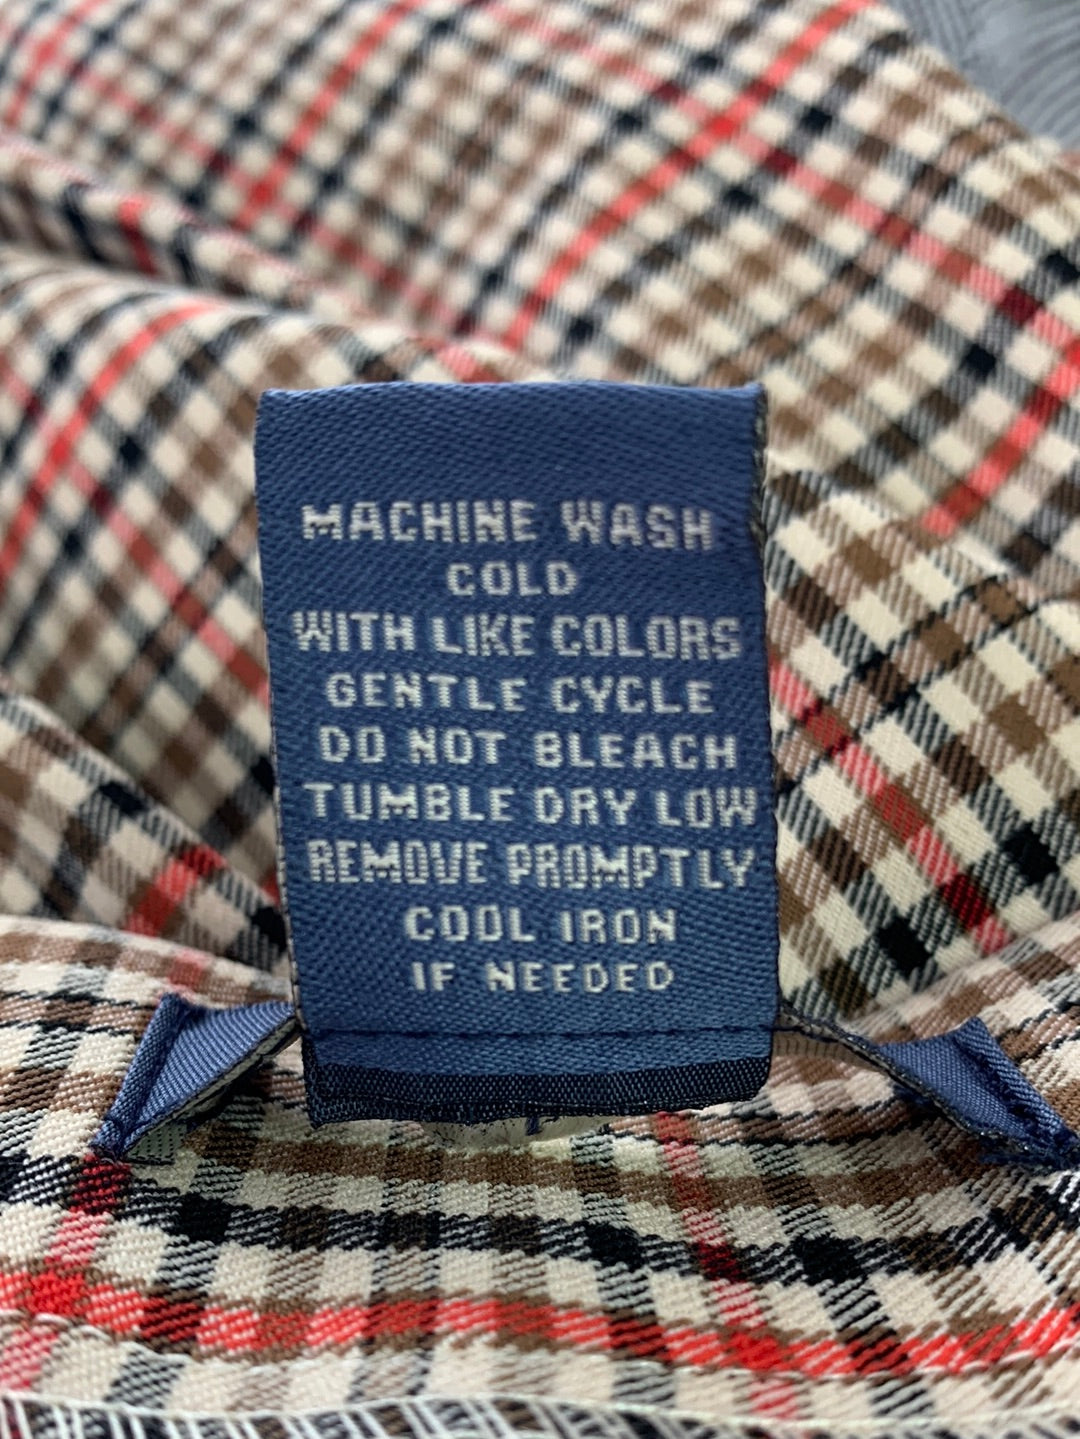 MACHINE WASH
COLD
WITH LIKE COLORS
GENTLE CYCLE
DO NOT BLEACH
TUMBLE DRY LOW
REMOVE PROMPTLY
COOL IRON
IF NEEDED